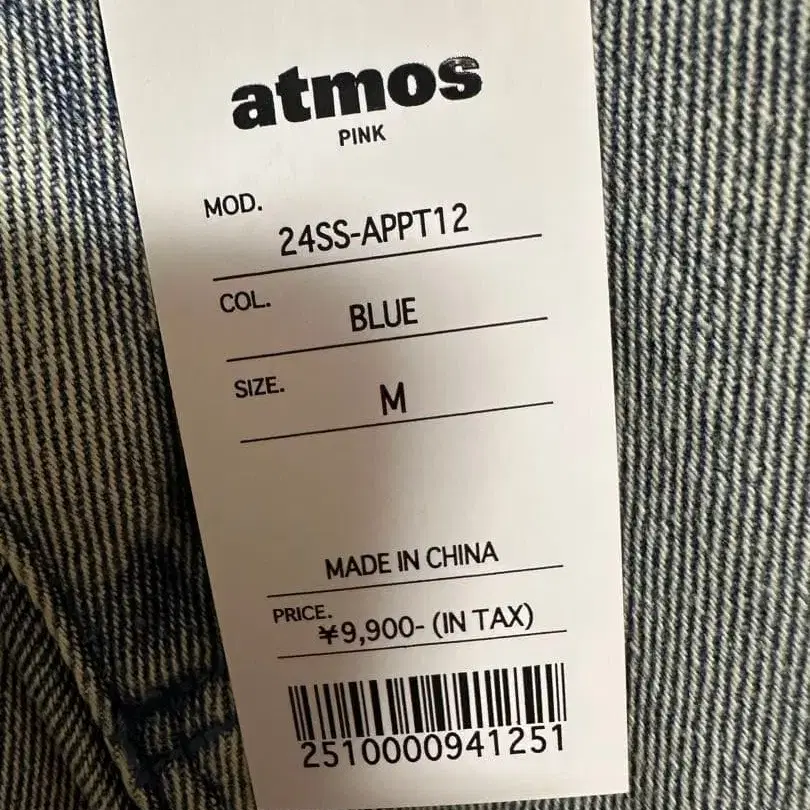 atmos
PINK
MOD.
24SS-APPT12
COL.
BLUE
SIZE.
M
MADE IN CHINA
PRICE.
¥9,900- (IN TAX)
2510000941251